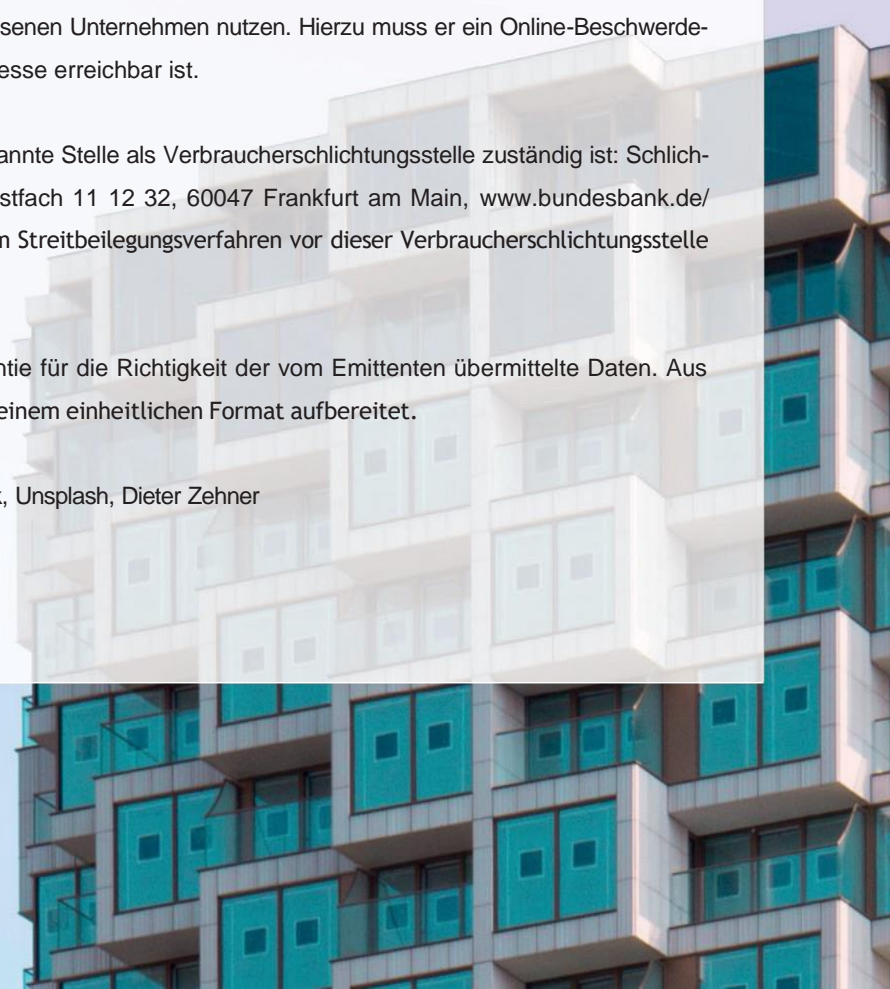 senen Unternehmen nutzen. Hierzu muss er ein Online-Beschwerde-
esse erreichbar ist.
annte Stelle als Verbraucherschlichtungsstelle zuständig ist: Schlich-
stfach 11 12 32, 60047 Frankfurt am Main, www.bundesbank.de/
m Streitbeilegungsverfahren vor dieser Verbraucherschlichtungsstelle
ntie für die Richtigkeit der vom Emittenten übermittelte Daten. Aus
einem einheitlichen Format aufbereitet.
, Unsplash, Dieter Zehner